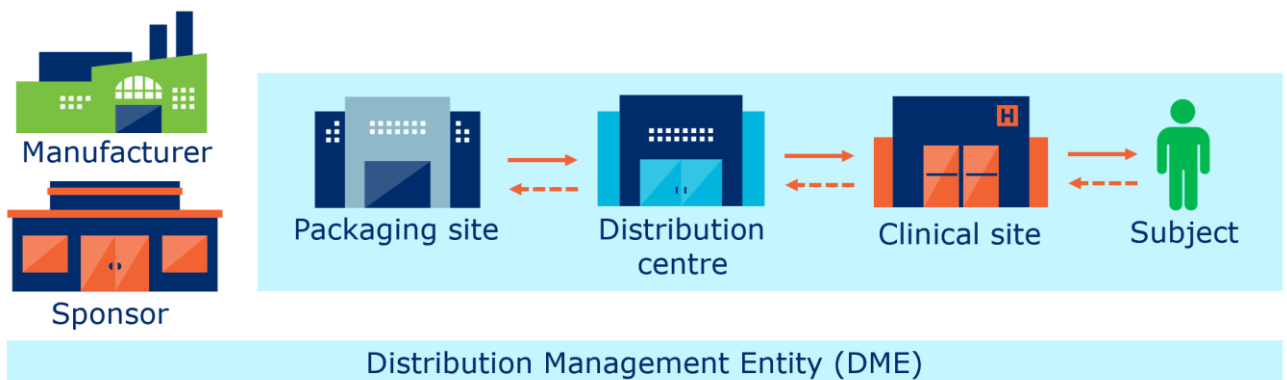 Manufacturer
Sponsor
Packaging site
Distribution
centre
H
Clinical site
Subject
Distribution Management Entity (DME)